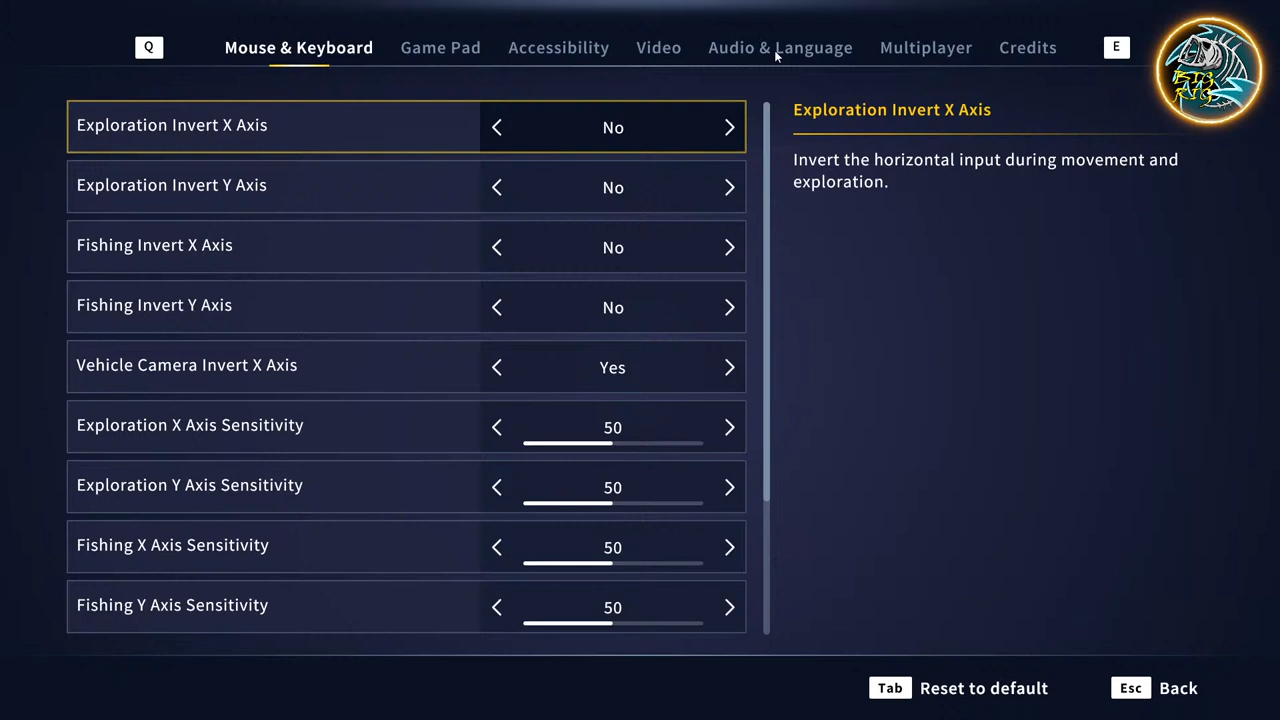 Q Mouse & Keyboard Game Pad Accessibility Video Audio & Language Multiplayer Credits E
BIG
RIG
Exploration Invert X Axis No
Exploration Invert Y Axis No
Fishing Invert X Axis No
Fishing Invert Y Axis No
Vehicle Camera Invert X Axis Yes
Exploration X Axis Sensitivity 50
Exploration Y Axis Sensitivity 50
Fishing X Axis Sensitivity 50
Fishing Y Axis Sensitivity 50
Exploration Invert X Axis
Invert the horizontal input during movement and
exploration.
Tab Reset to default Esc Back